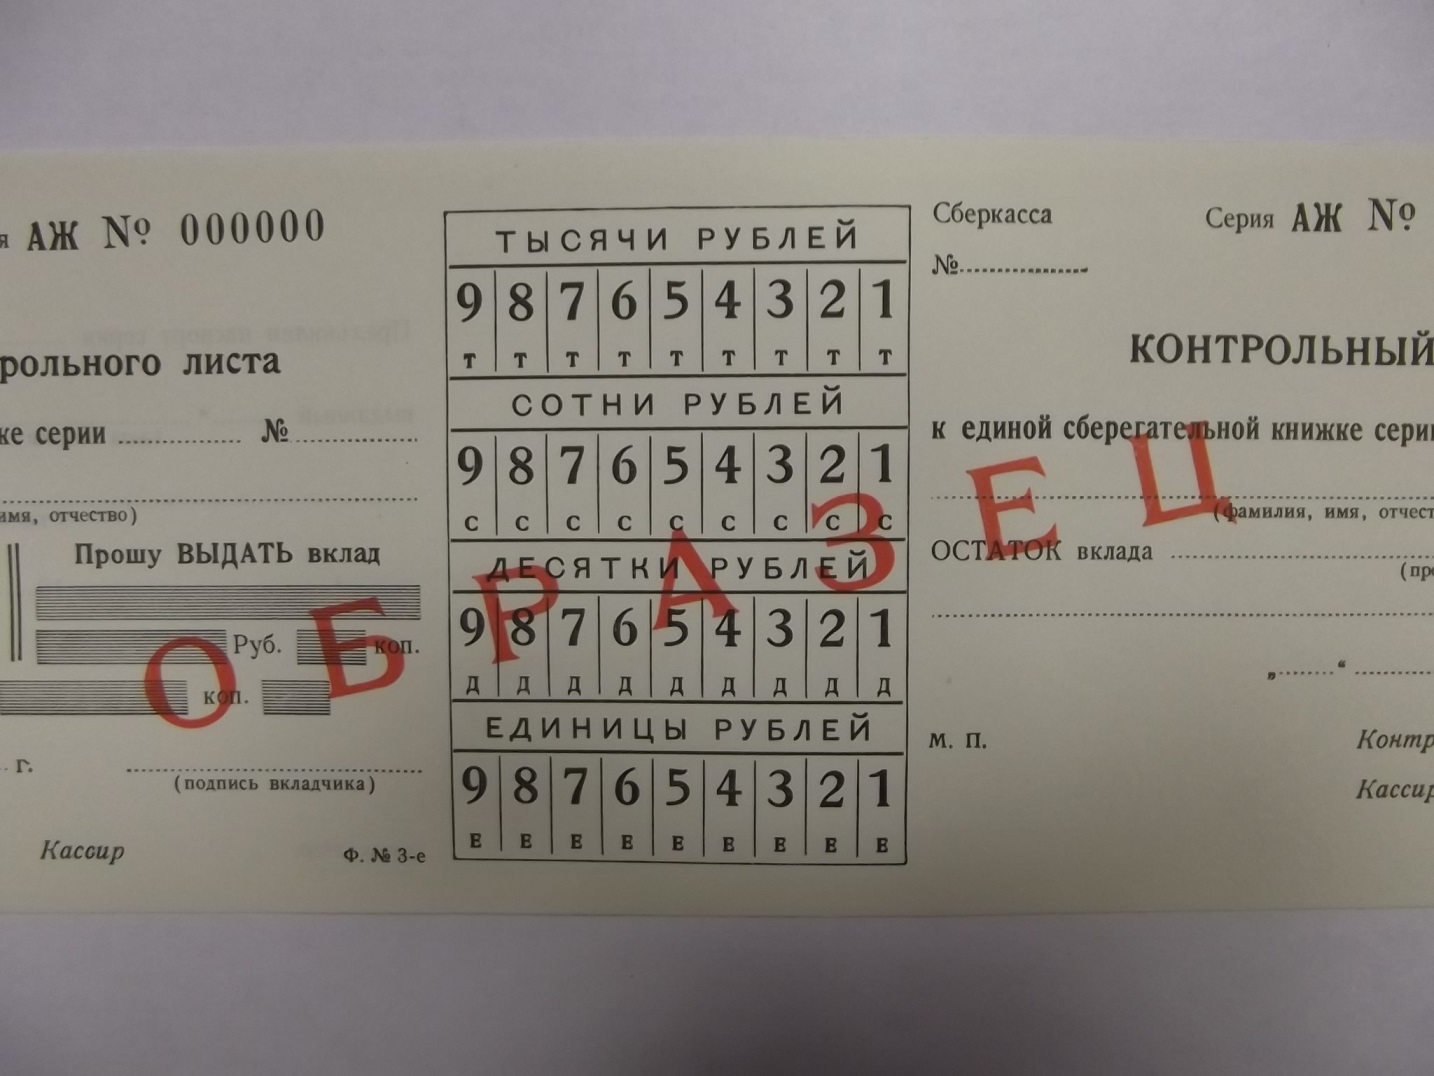 я АЖ № 000000
рольного листа
ке серии ........... №..............
имя, отчество)
Прошу ВЫДАТЬ вклад
Руб. коп.
коп.
г.
(подпись вкладчика)
Кассир
Ф. № 3-е
ТЫСЯЧИ РУБЛЕЙ
9 8 7 6 5 4 3 2 1
Т Т Т Т Т Т Т Т Т
СОТНИ РУБЛЕЙ
9 8 7 6 5 4 3 2 1
С С С С С С С С С
ДЕСЯТКИ РУБЛЕЙ
9 8 7 6 5 4 3 2 1
Д Д Д Д Д Д Д Д Д
ЕДИНИЦЫ РУБЛЕЙ
9 8 7 6 5 4 3 2 1
Е Е Е Е Е Е Е Е Е
Сберкасса Серия АЖ №
№..............
КОНТРОЛЬНЫЙ
к единой сберегательной книжке сери
(фамилия, имя, отчест
ОСТАТОК вклада
(про
„........“
м. п.
Контр
Кассир
ОБРАЗЕЦ